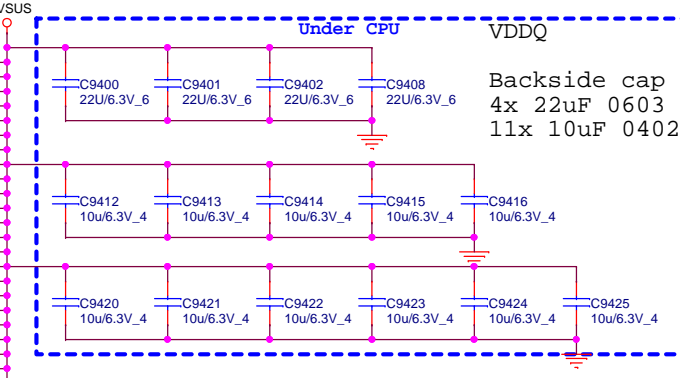 VSUS
Under CPU
VDDQ
Backside cap
4x 22uF 0603
11x 10uF 0402
C9400 C9401 C9402 C9408
22U/6.3V_6 22U/6.3V_6 22U/6.3V_6 22U/6.3V_6
C9412 C9413 C9414 C9415 C9416
10u/6.3V_4 10u/6.3V_4 10u/6.3V_4 10u/6.3V_4 10u/6.3V_4
C9420 C9421 C9422 C9423 C9424 C9425
10u/6.3V_4 10u/6.3V_4 10u/6.3V_4 10u/6.3V_4 10u/6.3V_4 10u/6.3V_4